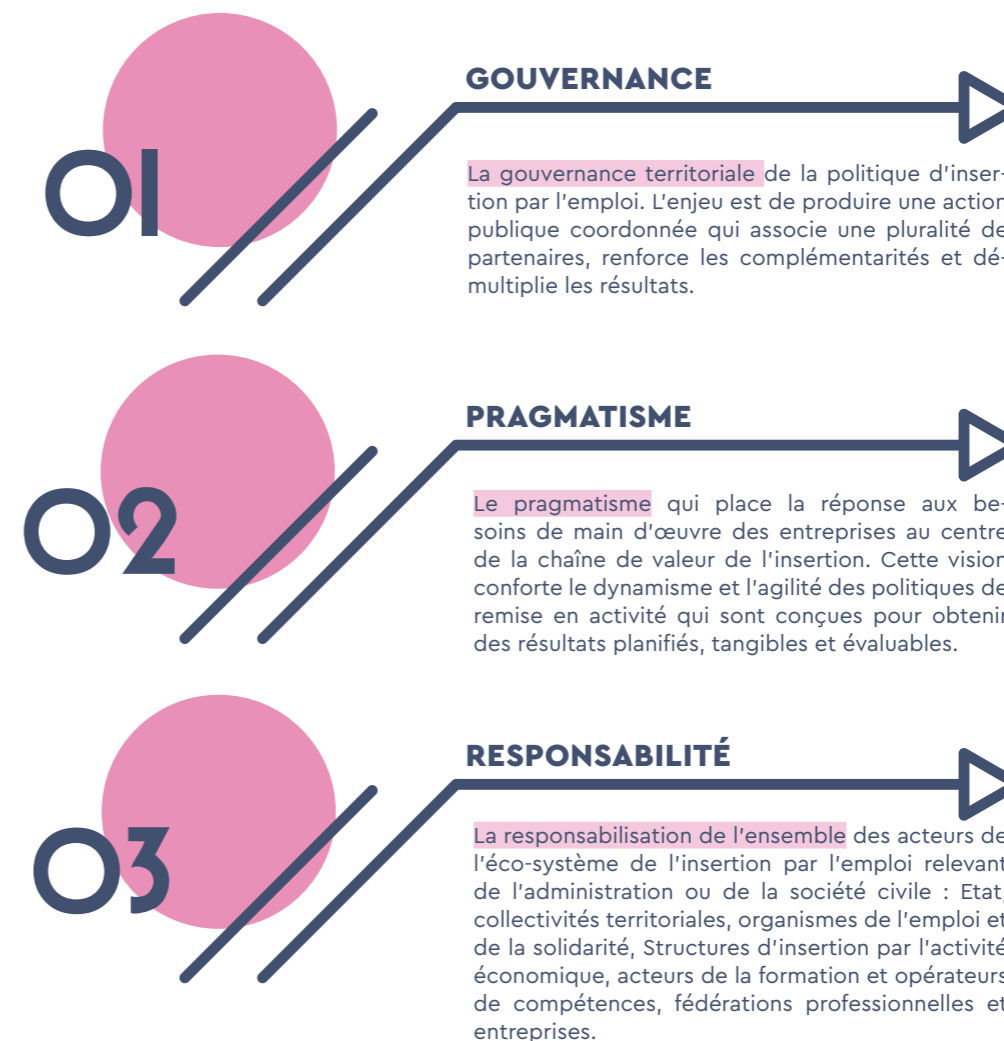 01
GOUVERNANCE
La gouvernance territoriale de la politique d'inser-
tion par l'emploi. L'enjeu est de produire une action
publique coordonnée qui associe une pluralité de
partenaires, renforce les complémentarités et dé-
multiplie les résultats.
02
PRAGMATISME
Le pragmatisme qui place la réponse aux be-
soins de main d'œuvre des entreprises au centre
de la chaîne de valeur de l'insertion. Cette vision
conforte le dynamisme et l'agilité des politiques de
remise en activité qui sont conçues pour obtenir
des résultats planifiés, tangibles et évaluables.
03
RESPONSABILITÉ
La responsabilisation de l'ensemble des acteurs de
l'éco-système de l'insertion par l'emploi relevant
de l'administration ou de la société civile : Etat,
collectivités territoriales, organismes de l'emploi et
de la solidarité, Structures d'insertion par l'activité
économique, acteurs de la formation et opérateurs
de compétences, fédérations professionnelles et
entreprises.